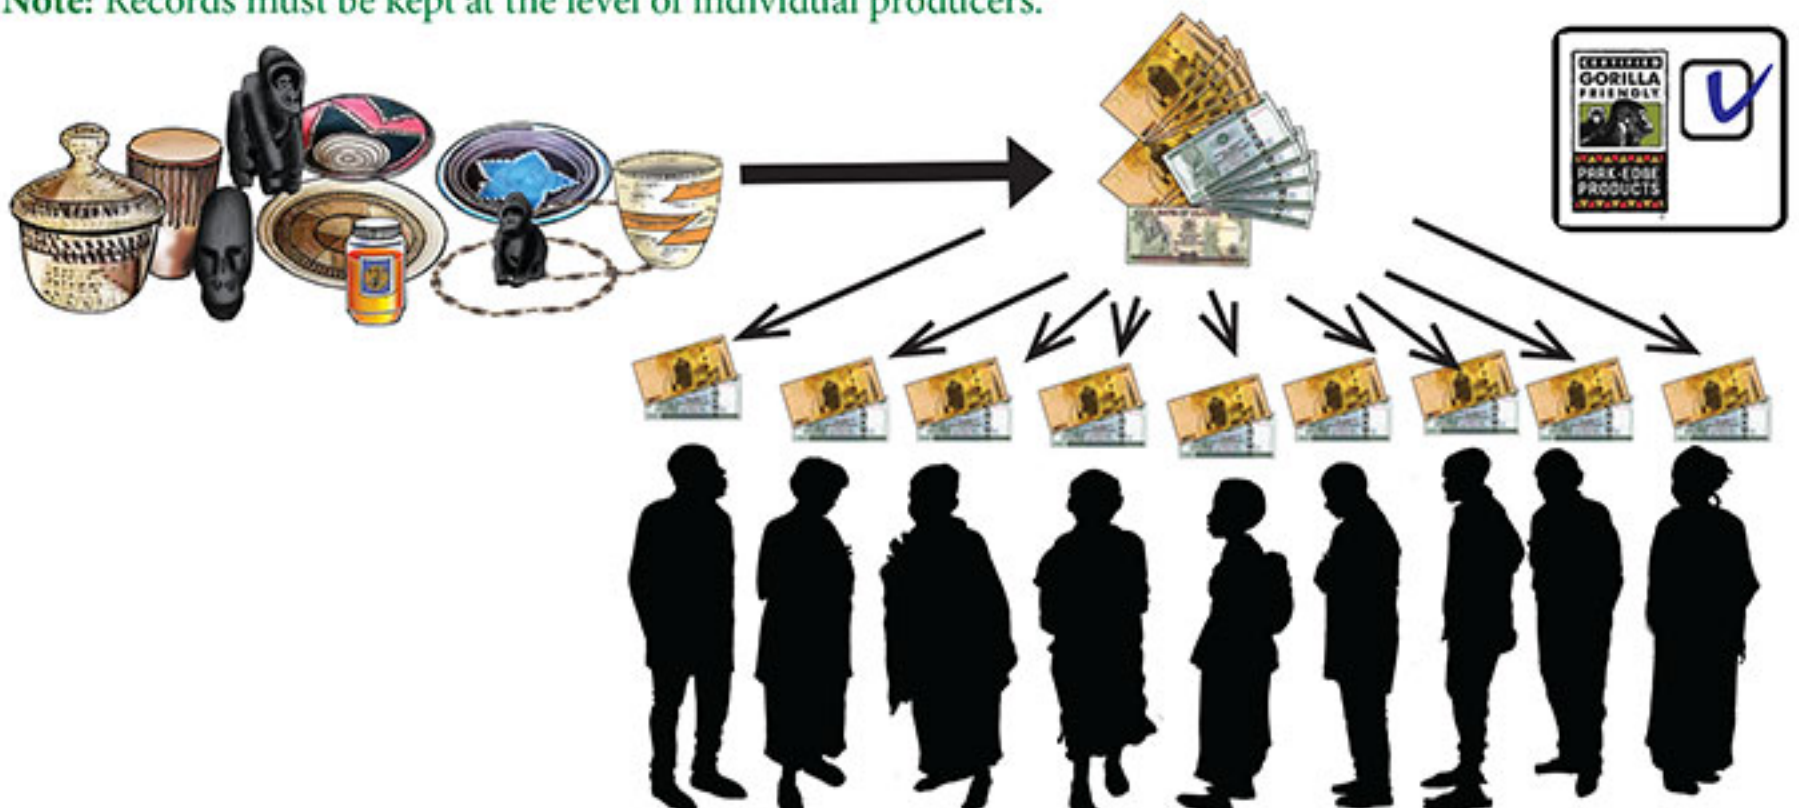 Note: Records must be kept at the level of individual producers.
CERTIFIED
GORILLA
FRIENDLY
PARK-EDGE
PRODUCTS